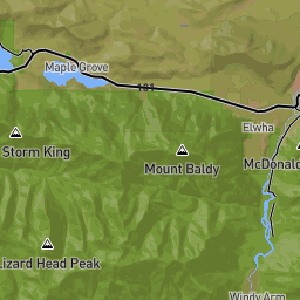 Maple Grove
101
Elwha
Storm King
Mount Baldy
McDonald
Lizard Head Peak
Windy Arm